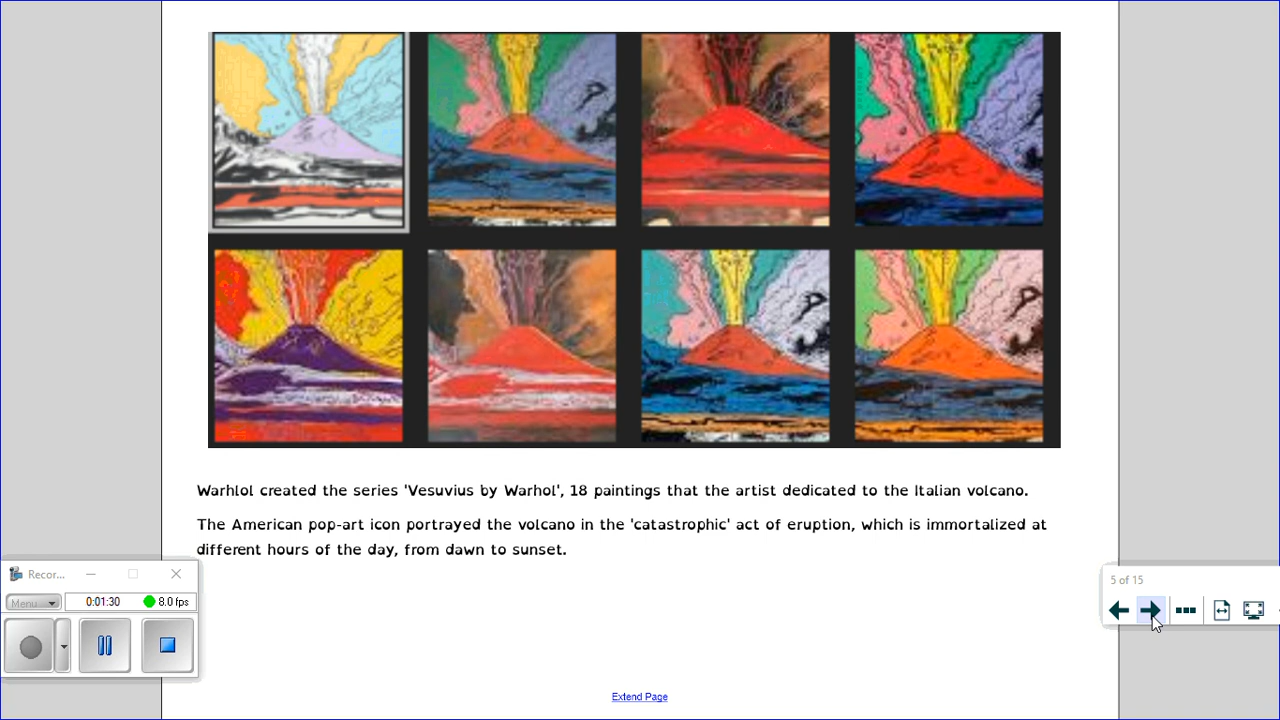 Warhlol created the series 'Vesuvius by Warhol', 18 paintings that the artist dedicated to the Italian volcano.
The American pop-art icon portrayed the volcano in the 'catastrophic' act of eruption, which is immortalized at
different hours of the day, from dawn to sunset.
Recor...
Menu
0:01:30
8.0 fps
5 of 15
Extend Page